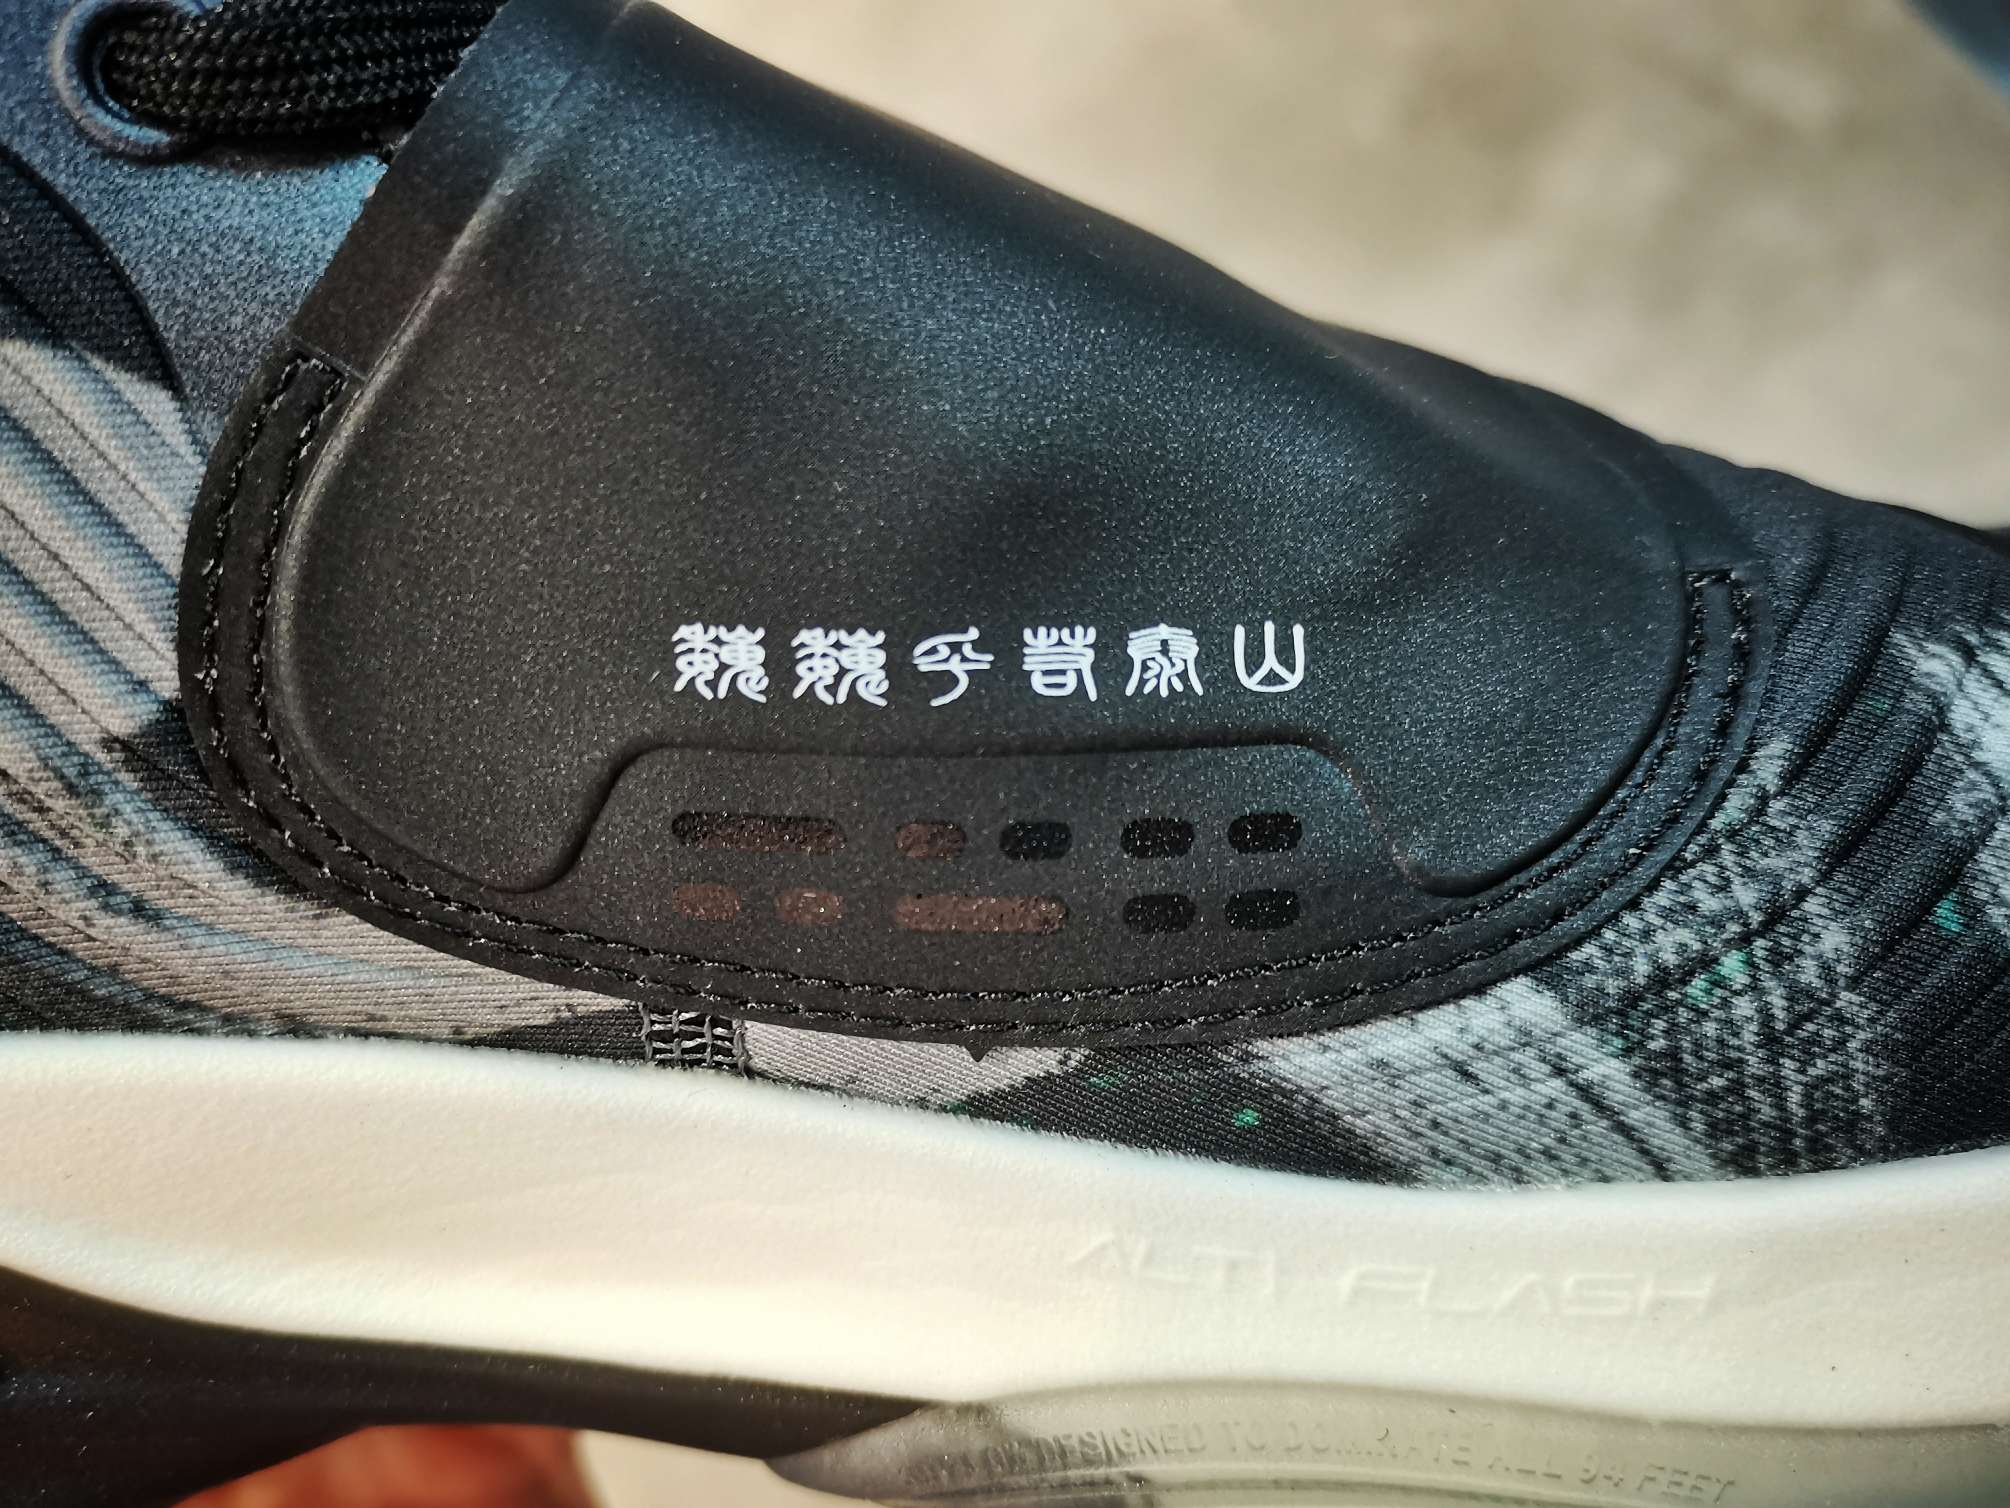 巍巍乎若泰山
ALTI FLASH
DESIGNED TO DOMINATE ALL 94 FEET